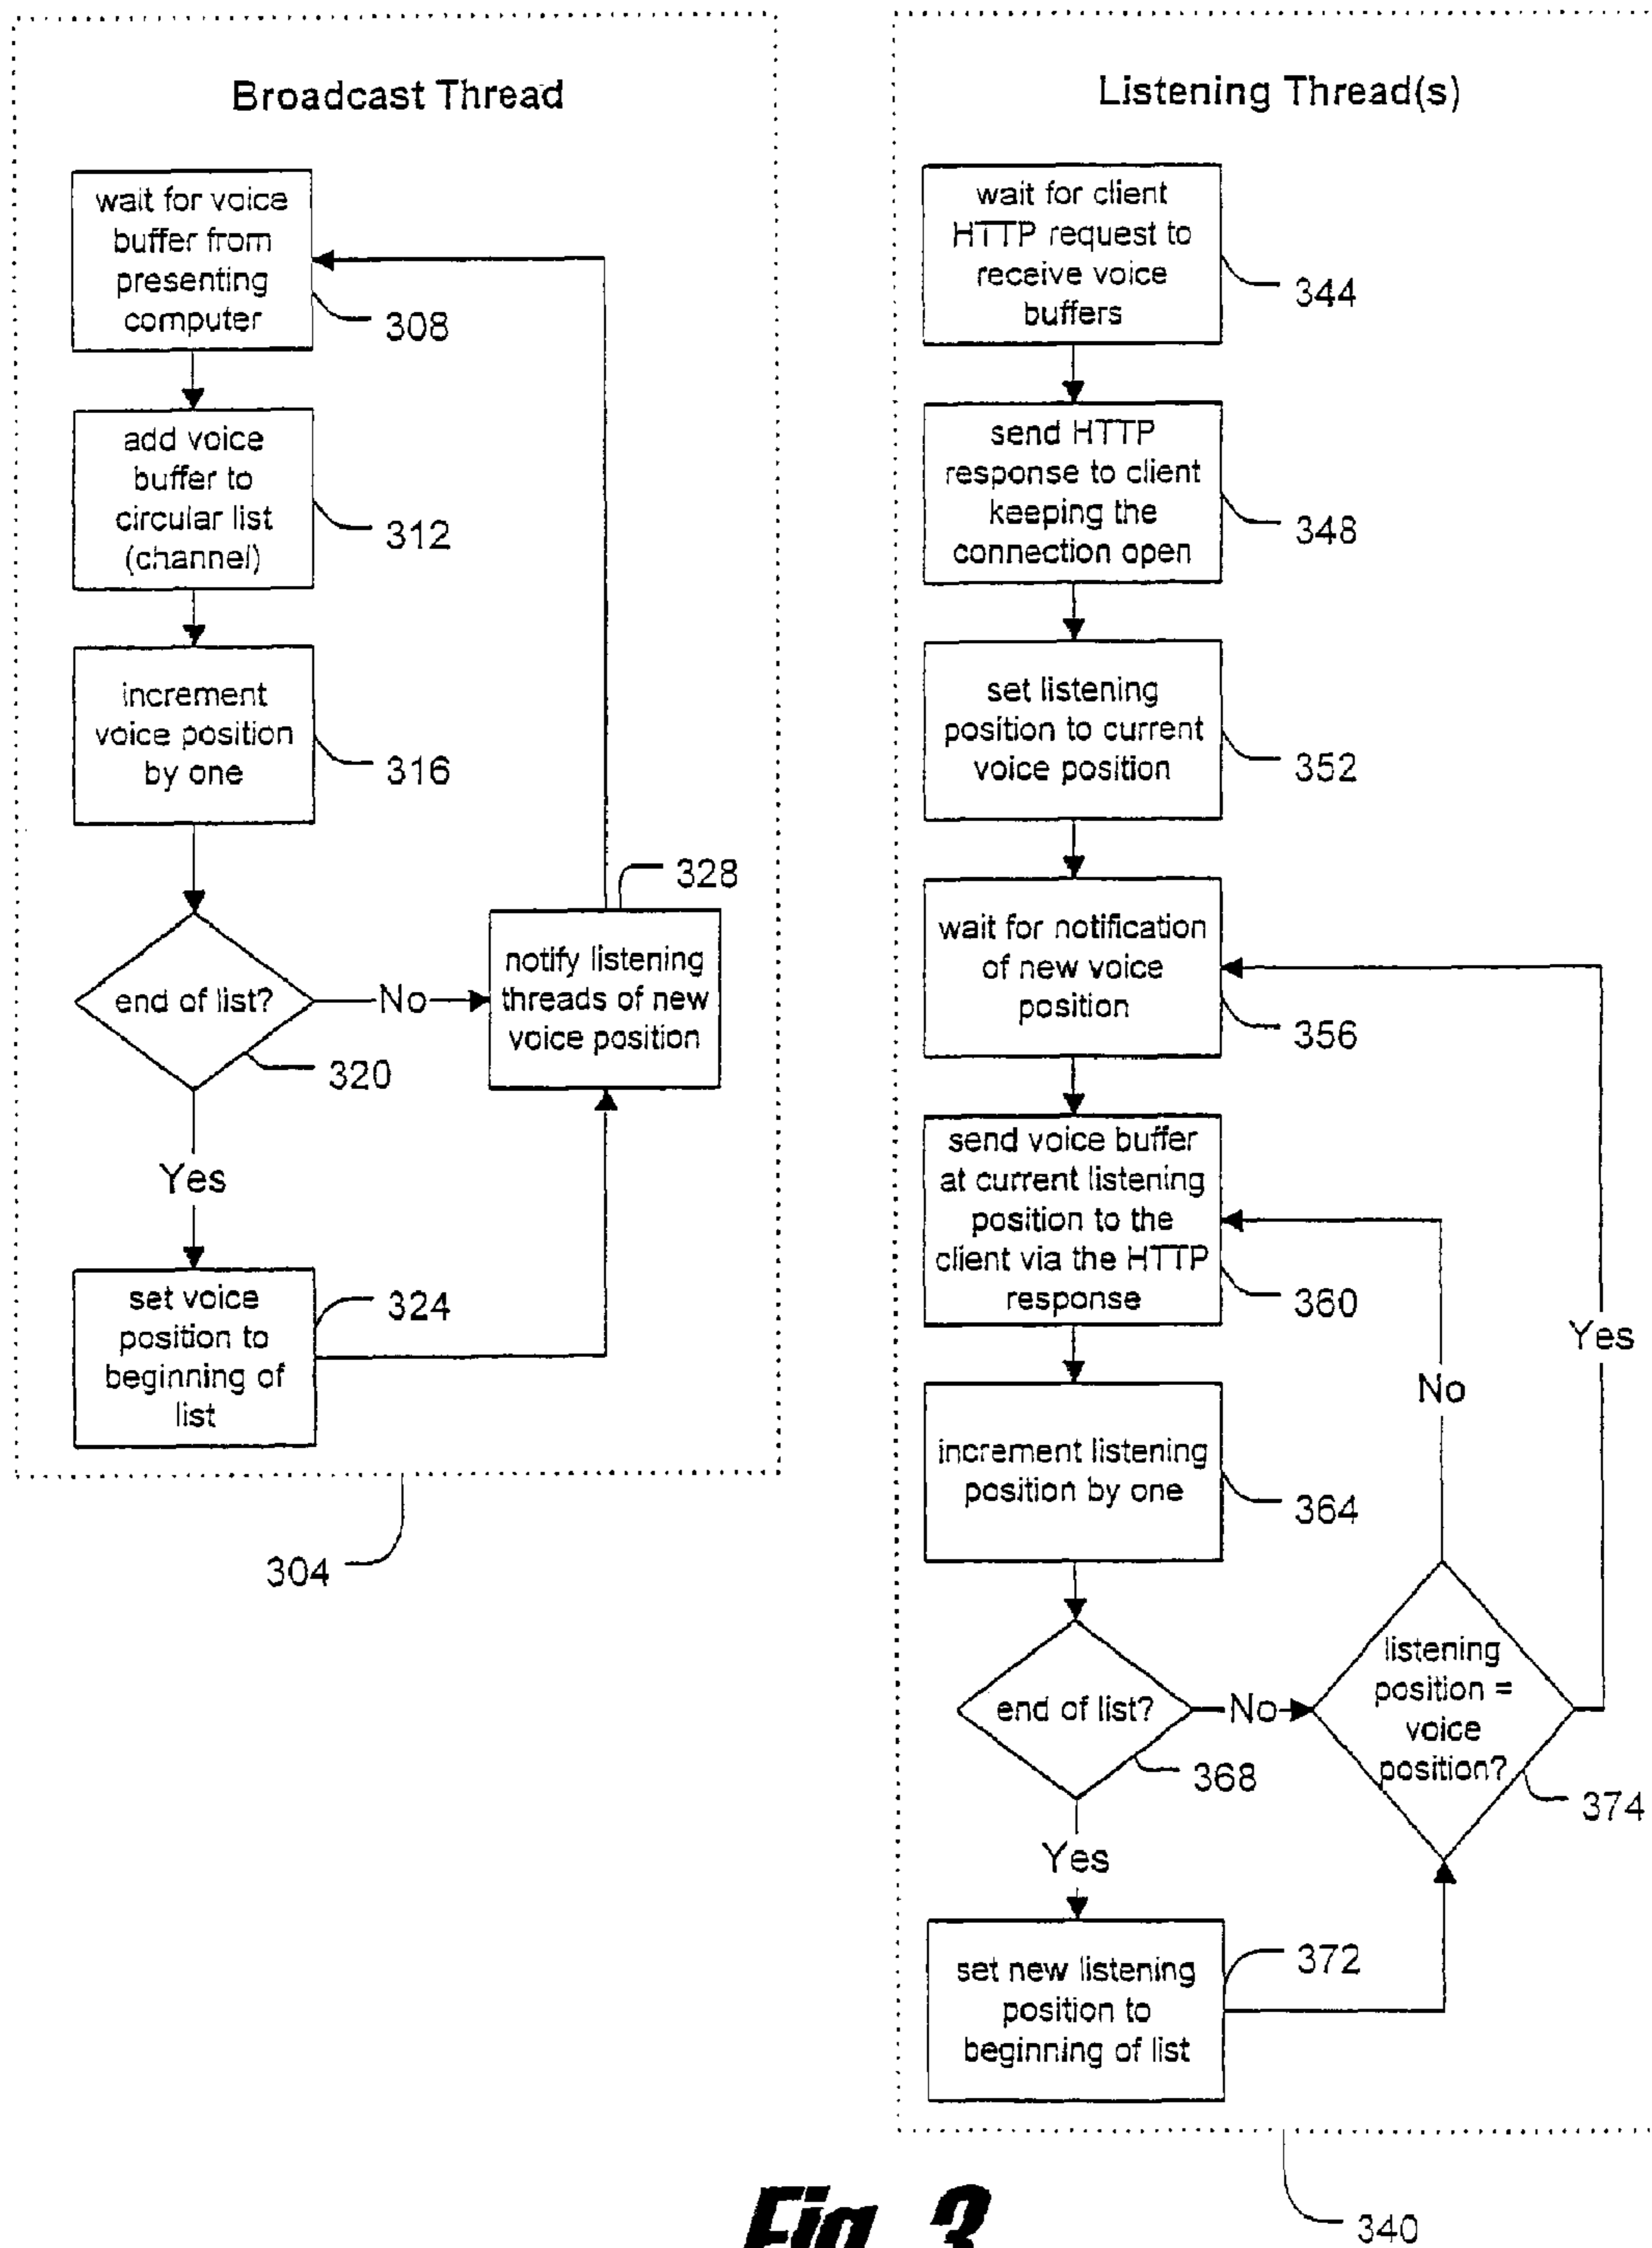 Broadcast Thread
wait for voice
buffer from
presenting
computer
308
add voice
buffer to
circular list
(channel)
312
increment
voice position
by one
316
end of list?
No
320
Yes
328
notify listening
threads of new
voice position
set voice
position to
beginning of
list
324
304
Listening Thread(s)
wait for client
HTTP request to
receive voice
buffers
344
send HTTP
response to client
keeping the
connection open
348
set listening
position to current
voice position
352
wait for notification
of new voice
position
356
send voice buffer
at current listening
position to the
client via the HTTP
response
360
increment listening
position by one
364
end of list?
No
368
Yes
listening
position =
voice
position?
374
No
Yes
set new listening
position to
beginning of list
372
340
Fig. 3